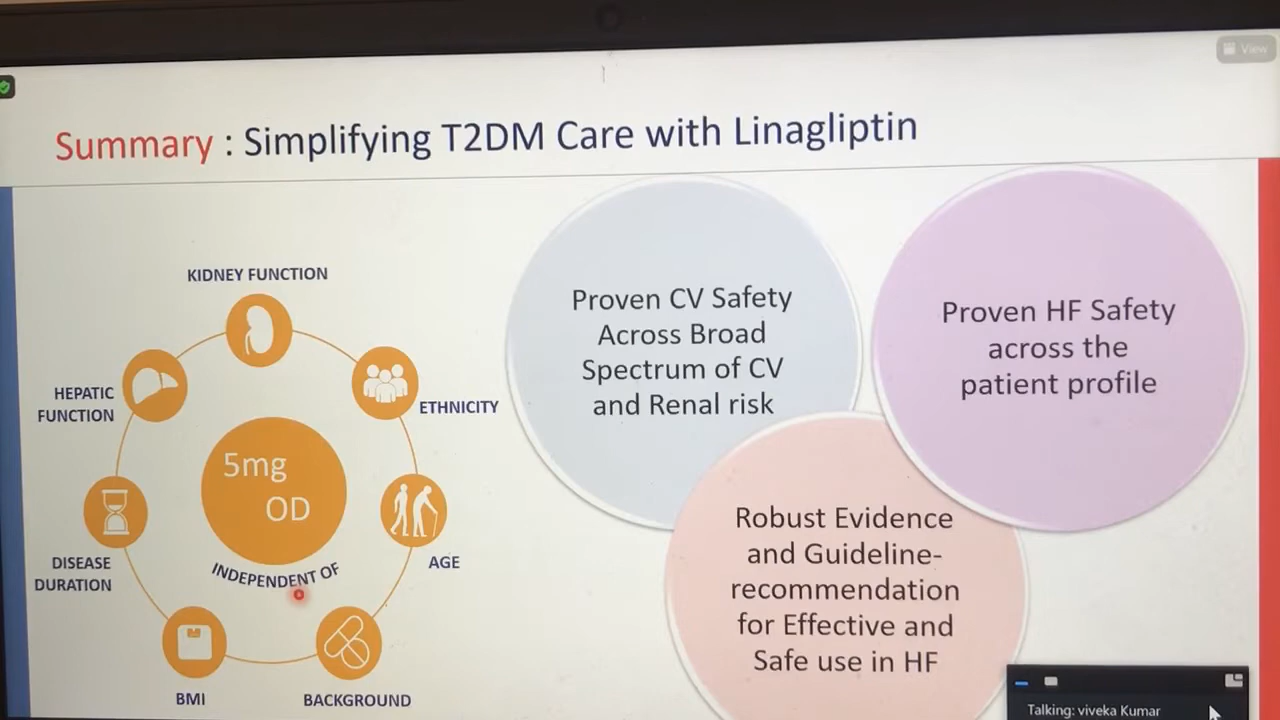 View
Summary : Simplifying T2DM Care with Linagliptin
KIDNEY FUNCTION
HEPATIC
FUNCTION
ETHNICITY
5mg
OD
INDEPENDENT OF
DISEASE
DURATION
AGE
BMI
BACKGROUND
Proven CV Safety
Across Broad
Spectrum of CV
and Renal risk
Proven HF Safety
across the
patient profile
Robust Evidence
and Guideline-
recommendation
for Effective and
Safe use in HF
Talking: viveka Kumar